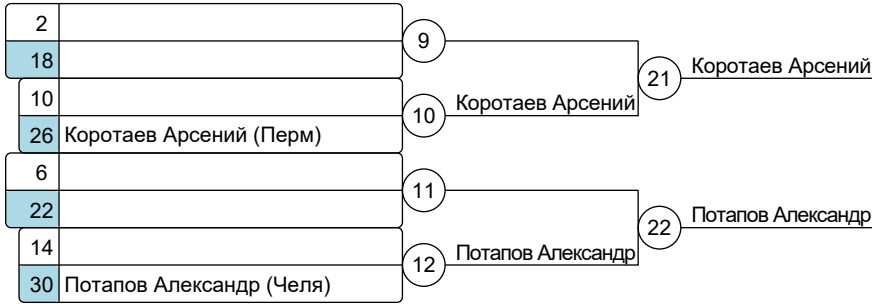 2
18
9
10
26 Коротаев Арсений (Перм)
10 Коротаев Арсений
21 Коротаев Арсений
6
22
11
14
30 Потапов Александр (Челя)
12 Потапов Александр
22 Потапов Александр